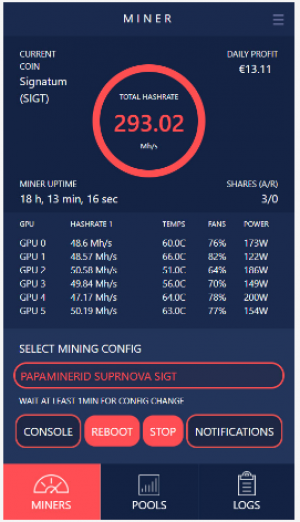 MINER
CURRENT COIN
Signatum (SIGT)
DAILY PROFIT
€13.11
TOTAL HASHRATE
293.02
Mh/s
MINER UPTIME
18 h, 13 min, 16 sec
SHARES (A/R)
3/0
GPU HASHRATE 1 TEMPS FANS POWER
GPU 0 48.6 Mh/s 60.0C 76% 173W
GPU 1 48.57 Mh/s 66.0C 82% 122W
GPU 2 50.58 Mh/s 51.0C 64% 186W
GPU 3 49.84 Mh/s 56.0C 70% 149W
GPU 4 47.17 Mh/s 64.0C 78% 200W
GPU 5 50.19 Mh/s 63.0C 77% 154W
SELECT MINING CONFIG
PAPAMINERID SUPRNOVA SIGT
WAIT AT LEAST 1MIN FOR CONFIG CHANGE
CONSOLE REBOOT STOP NOTIFICATIONS
MINERS POOLS LOGS